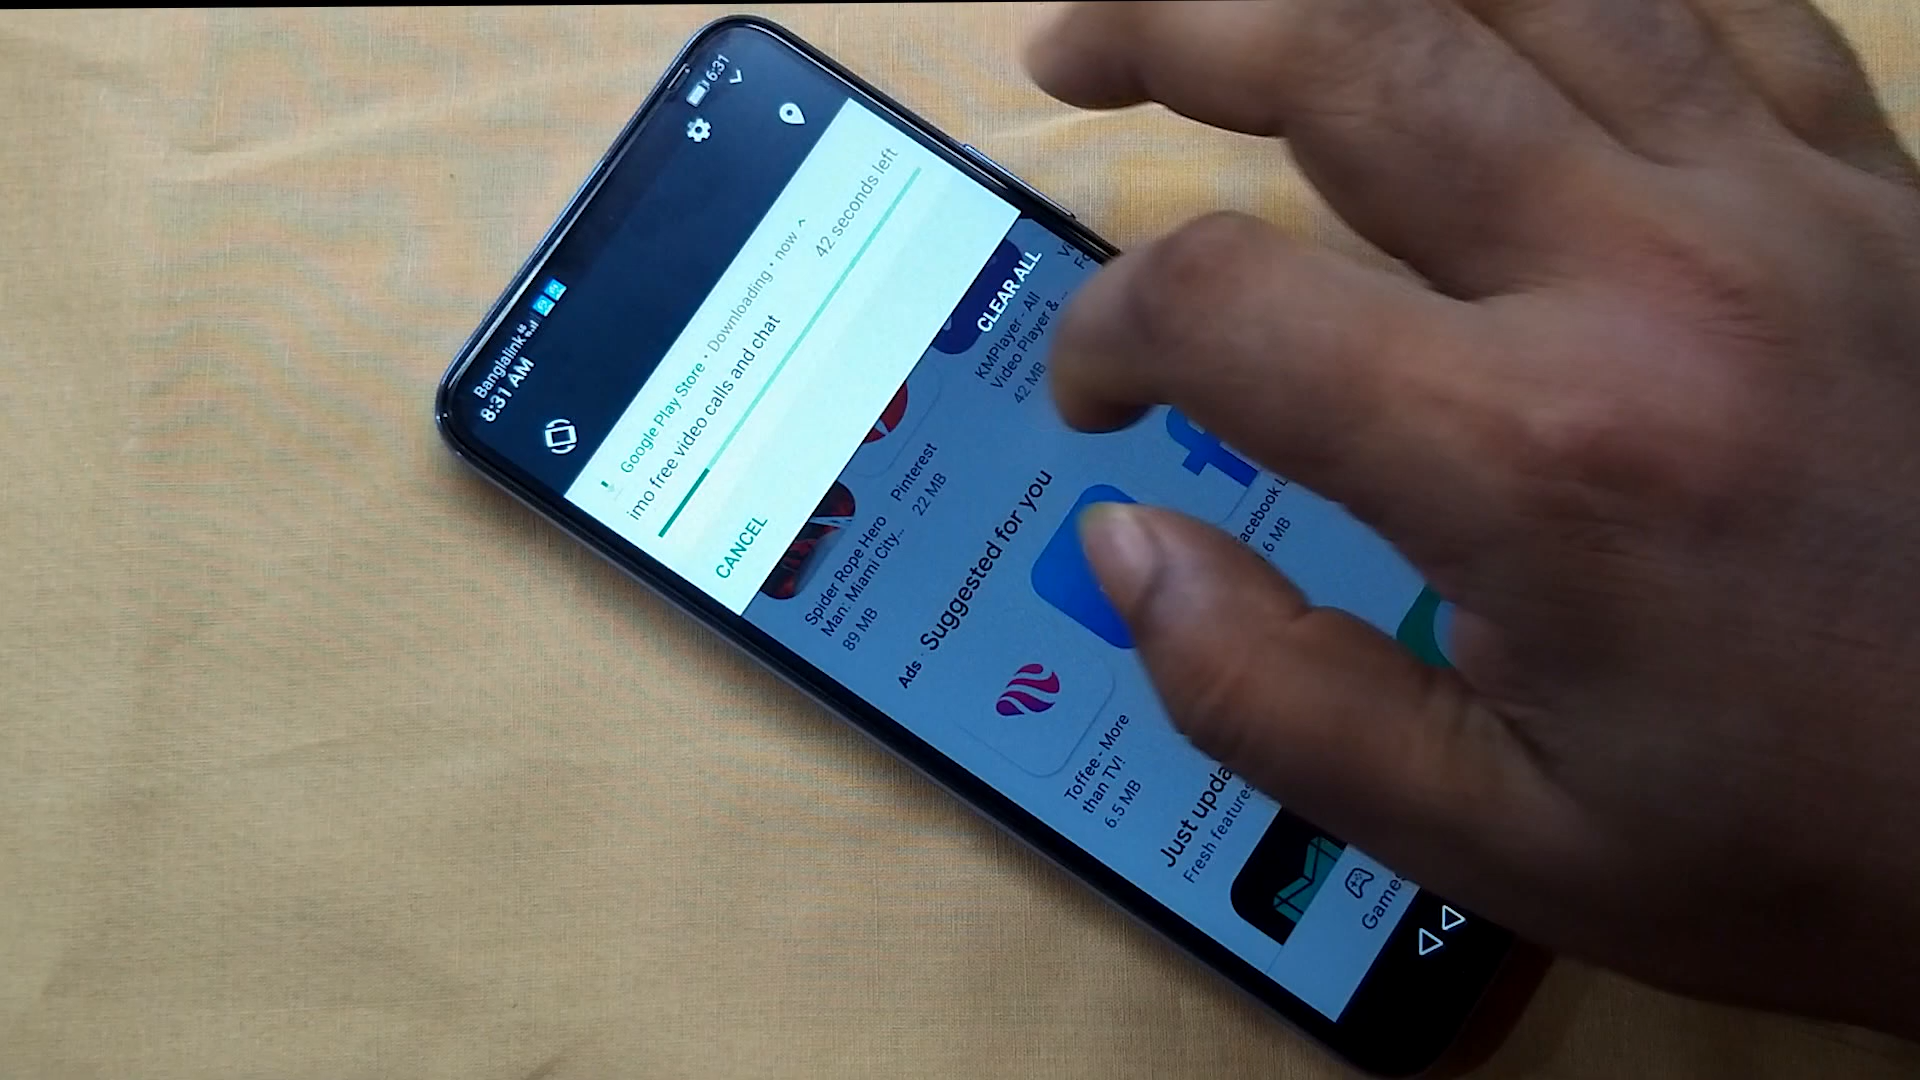 6:31
Banglalink
8:31 AM
Google Play Store • Downloading • now
imo free video calls and chat
42 seconds left
CANCEL
CLEAR ALL
Spider Rope Hero
Man: Miami City...
89 MB
Pinterest
22 MB
KMPlayer - All
Video Player & ...
42 MB
Ads · Suggested for you
Toffee - More
than TV!
6.5 MB
Just upda
Fresh features
Games